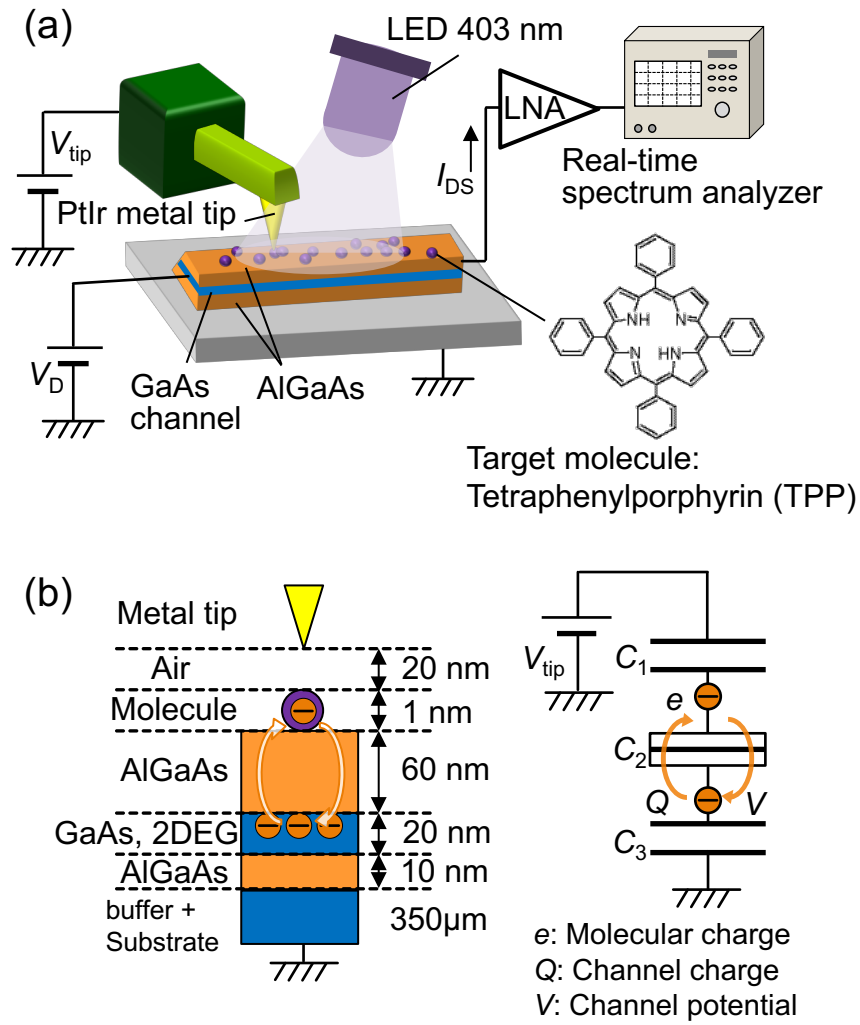 (a)
LED 403 nm
LNA
V_tip
I_DS
Real-time
spectrum analyzer
PtIr metal tip
V_D
GaAs
channel
AlGaAs
NH
N
N
HN
Target molecule:
Tetraphenylporphyrin (TPP)
(b)
Metal tip
Air
20 nm
Molecule
1 nm
AlGaAs
60 nm
GaAs, 2DEG
20 nm
AlGaAs
10 nm
buffer +
Substrate
350µm
V_tip
C_1
e
C_2
Q
V
C_3
e: Molecular charge
Q: Channel charge
V: Channel potential